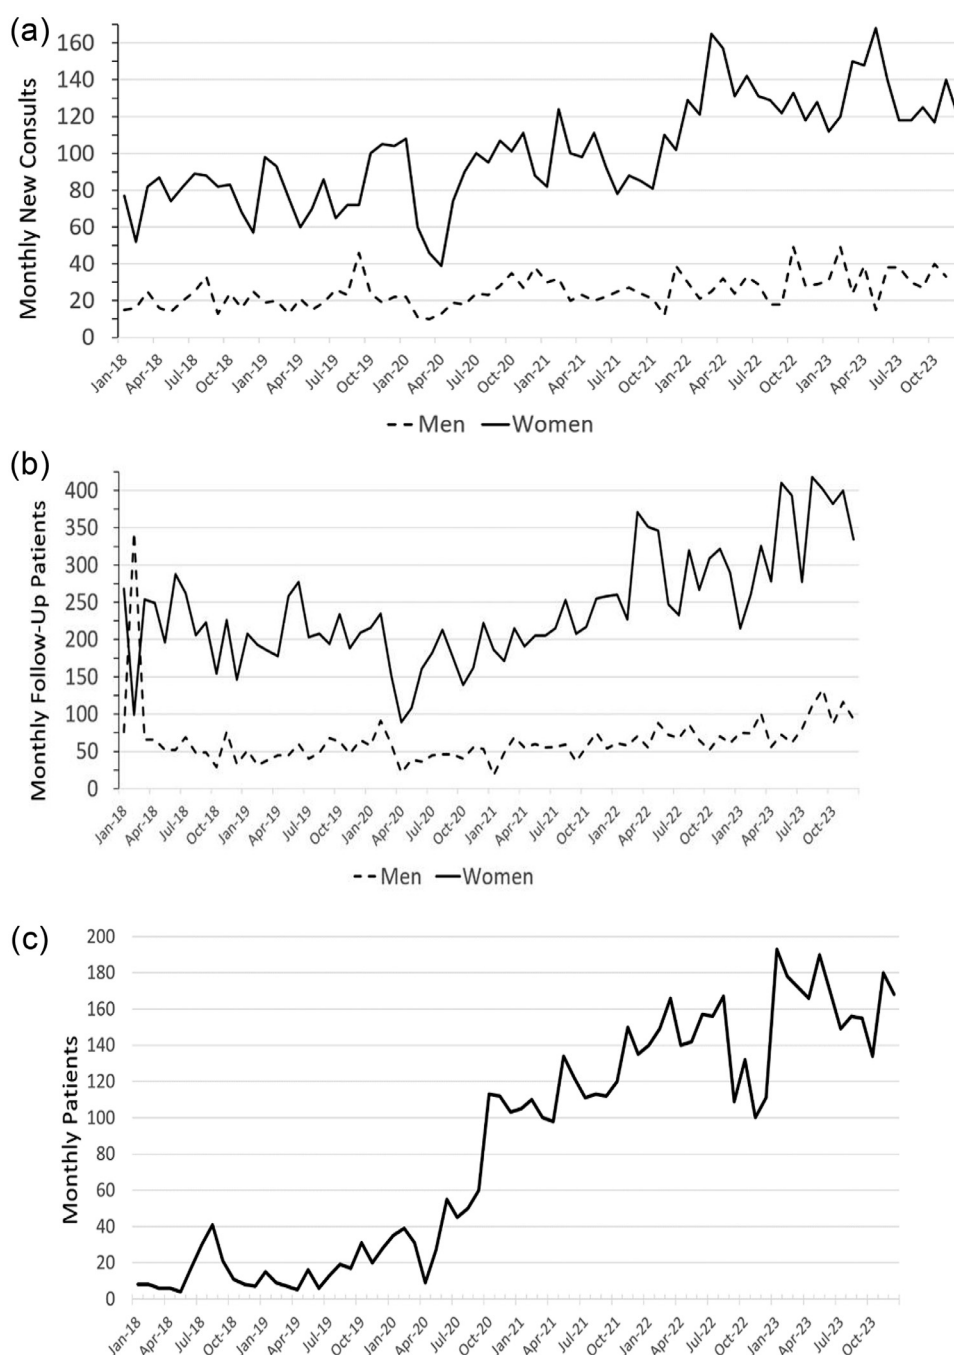 (a)
Monthly New Consults
160
140
120
100
80
60
40
20
0
Jan-18 Apr-18 Jul-18 Oct-18 Jan-19 Apr-19 Jul-19 Oct-19 Jan-20 Apr-20 Jul-20 Oct-20 Jan-21 Apr-21 Jul-21 Oct-21 Jan-22 Apr-22 Jul-22 Oct-22 Jan-23 Apr-23 Jul-23 Oct-23
Men Women
(b)
Monthly Follow-Up Patients
400
350
300
250
200
150
100
50
0
Jan-18 Apr-18 Jul-18 Oct-18 Jan-19 Apr-19 Jul-19 Oct-19 Jan-20 Apr-20 Jul-20 Oct-20 Jan-21 Apr-21 Jul-21 Oct-21 Jan-22 Apr-22 Jul-22 Oct-22 Jan-23 Apr-23 Jul-23 Oct-23
Men Women
(c)
Monthly Patients
200
180
160
140
120
100
80
60
40
20
0
Jan-18 Apr-18 Jul-18 Oct-18 Jan-19 Apr-19 Jul-19 Oct-19 Jan-20 Apr-20 Jul-20 Oct-20 Jan-21 Apr-21 Jul-21 Oct-21 Jan-22 Apr-22 Jul-22 Oct-22 Jan-23 Apr-23 Jul-23 Oct-23